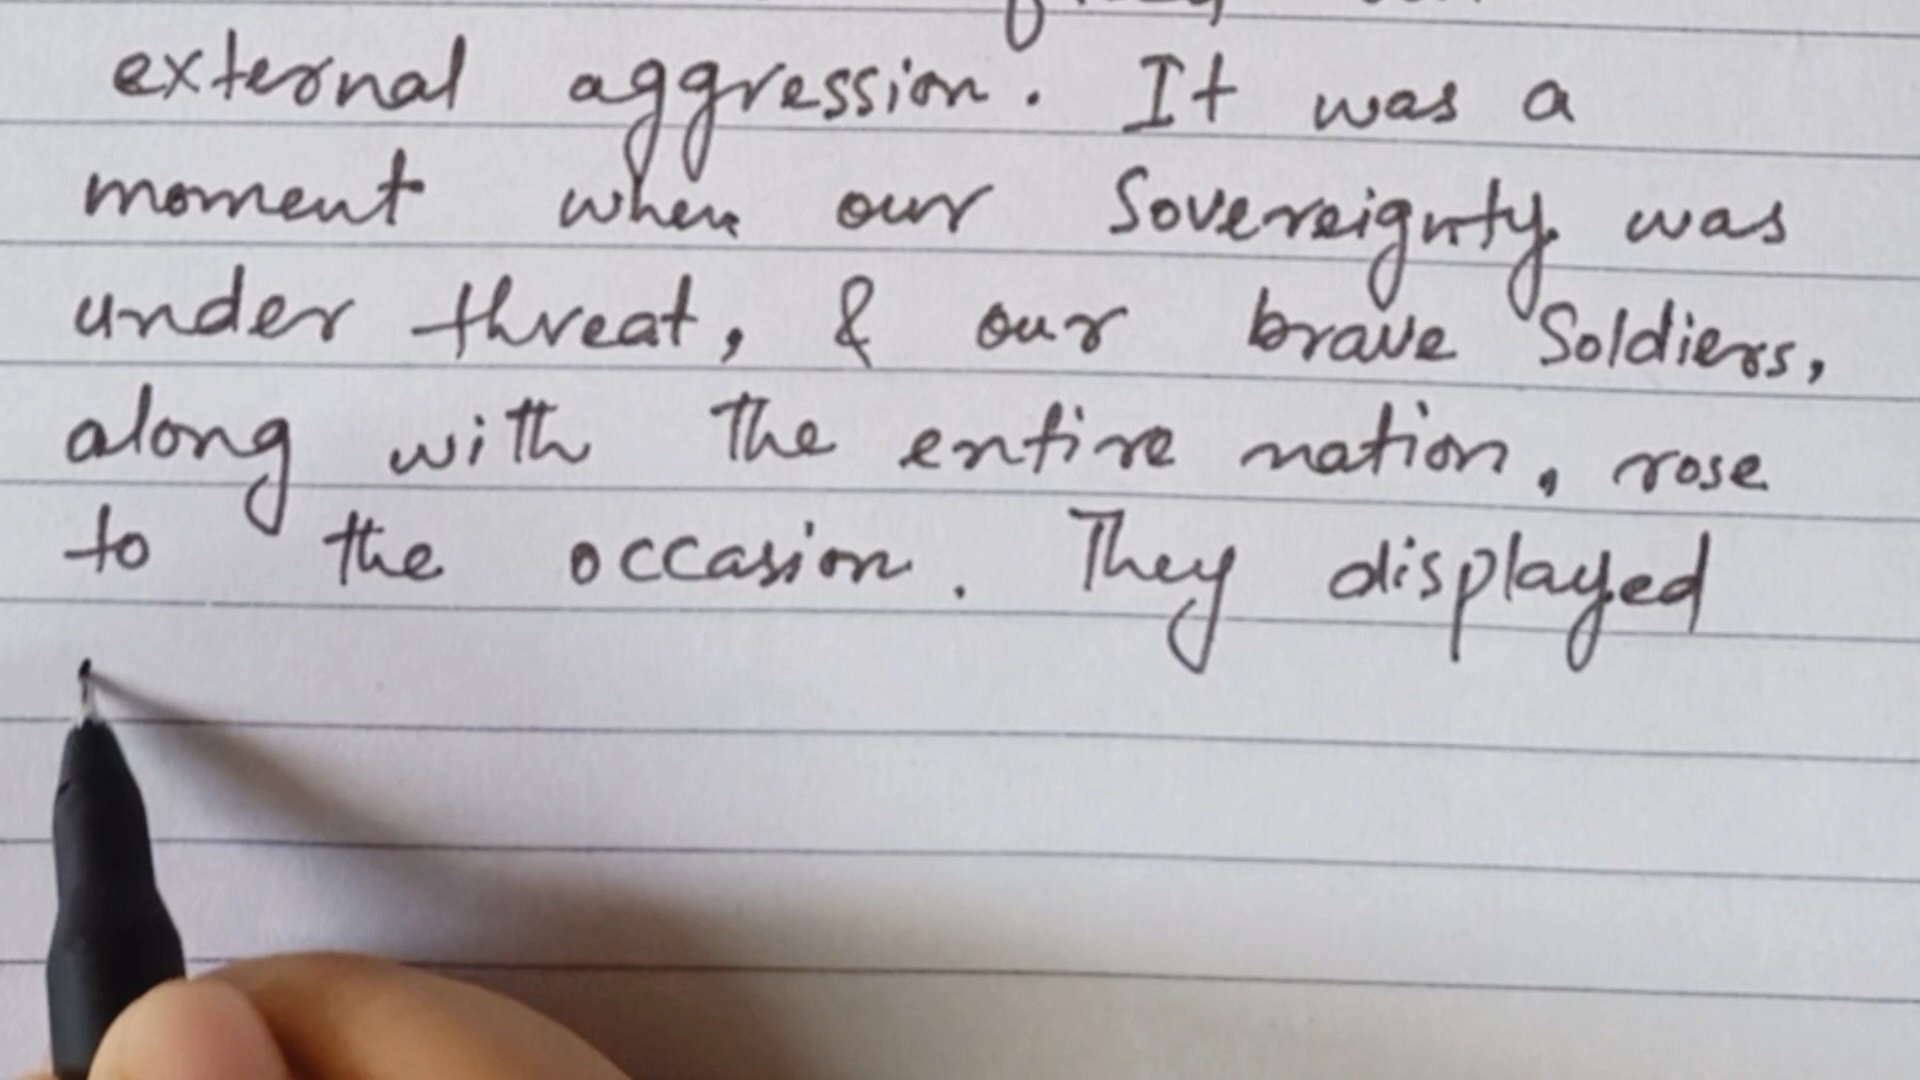 external aggression. It was a
moment when our Sovereignty was
under threat, & our brave Soldiers,
along with the entire nation, rose
to the occasion. They displayed